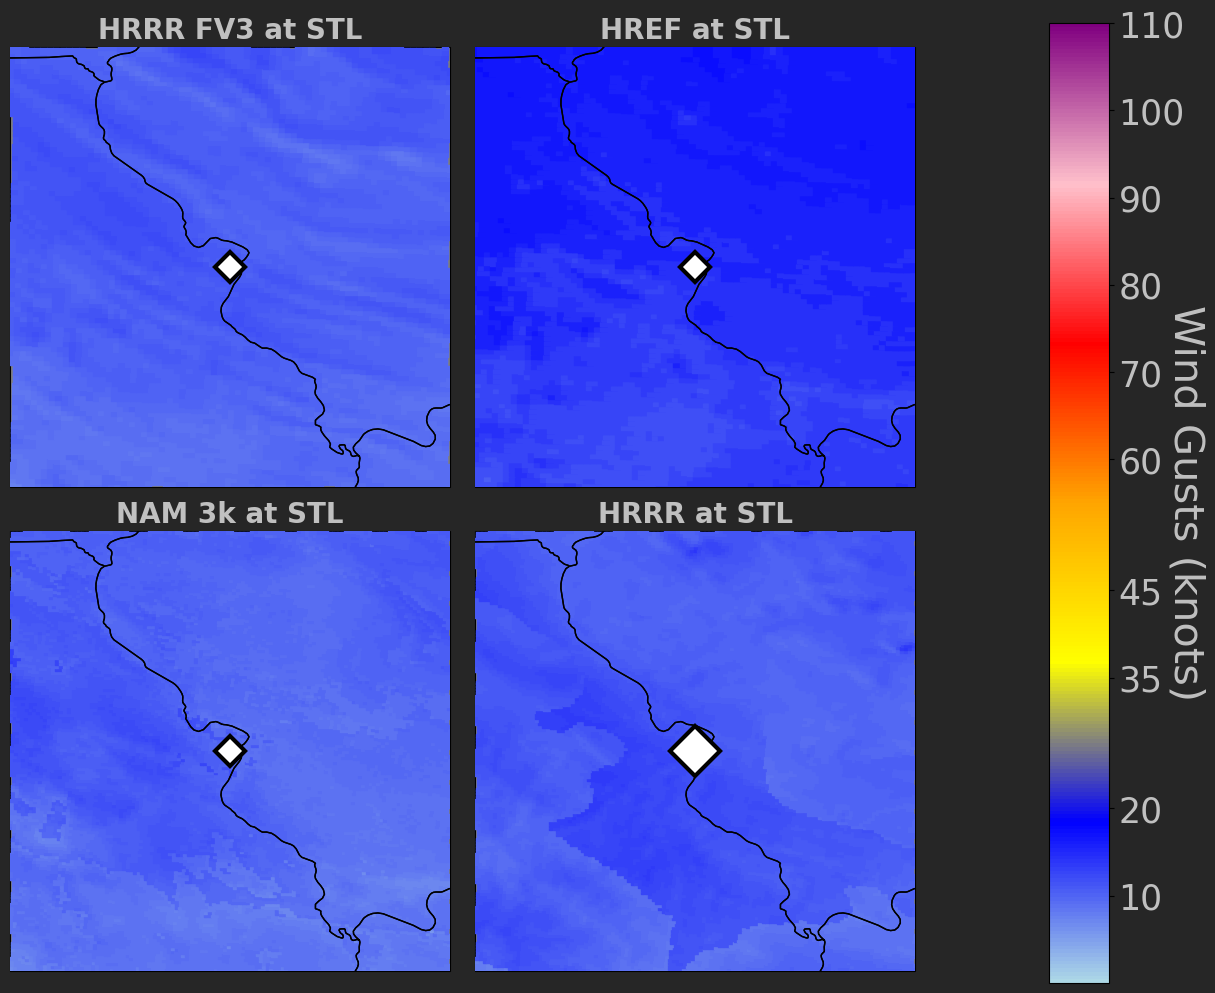 HRRR FV3 at STL
HREF at STL
NAM 3k at STL
HRRR at STL
110
100
90
80
70
60
45
35
20
10
Wind Gusts (knots)